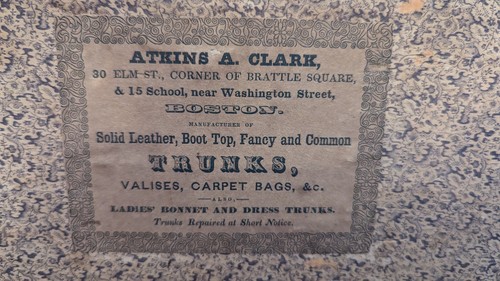 ATKINS A. CLARK,
30 ELM-ST., CORNER OF BRATTLE SQUARE,
& 15 School, near Washington Street,
BOSTON.
MANUFACTURER OF
Solid Leather, Boot Top, Fancy and Common
TRUNKS,
VALISES, CARPET BAGS, &c.
—ALSO,—
LADIES' BONNET AND DRESS TRUNKS.
Trunks Repaired at Short Notice.